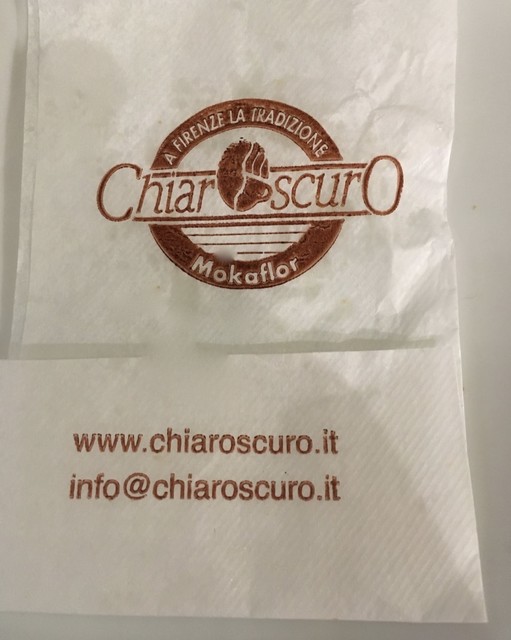 A FIRENZE LA TRADIZIONE
ChiarOscurO
Mokaflor
www.chiaroscuro.it
info@chiaroscuro.it